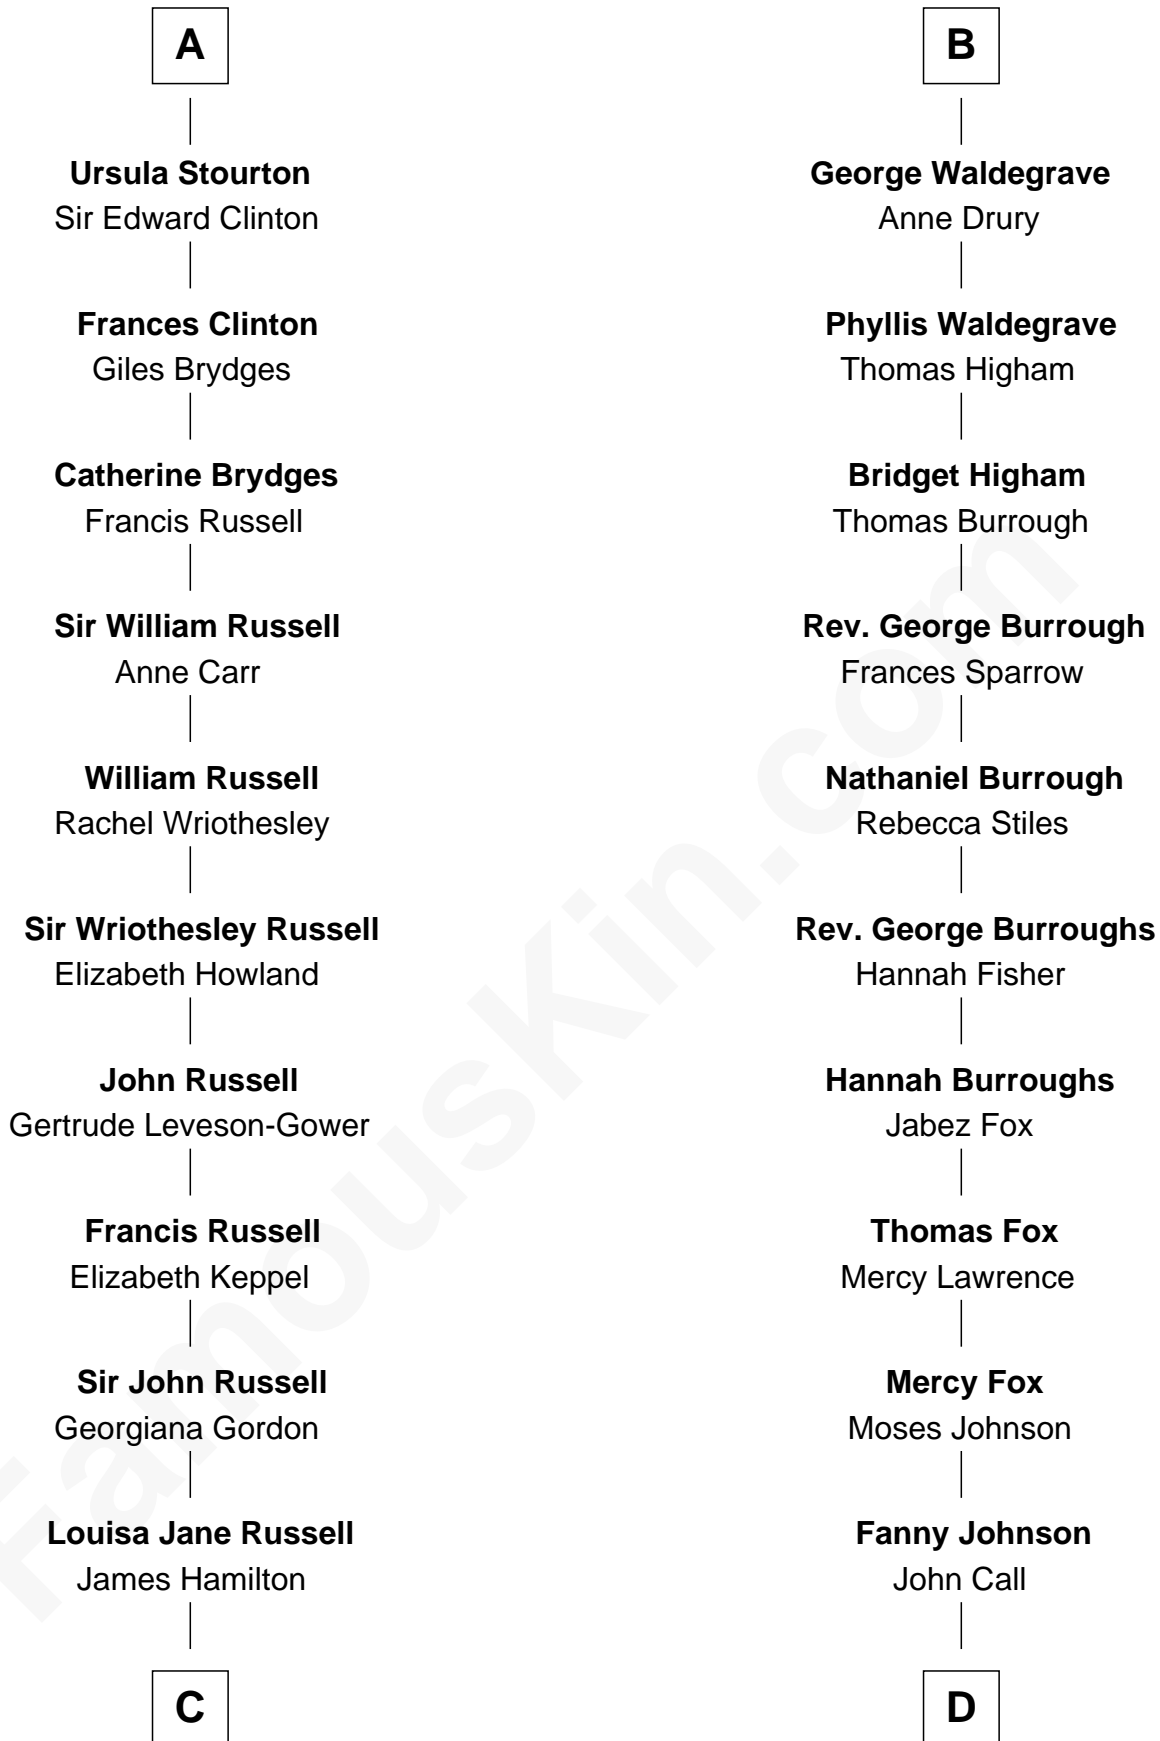 A
Ursula Stourton
Sir Edward Clinton
Frances Clinton
Giles Brydges
Catherine Brydges
Francis Russell
Sir William Russell
Anne Carr
William Russell
Rachel Wriothesley
Sir Wriothesley Russell
Elizabeth Howland
John Russell
Gertrude Leveson-Gower
Francis Russell
Elizabeth Keppel
Sir John Russell
Georgiana Gordon
Louisa Jane Russell
James Hamilton
C
B
George Waldegrave
Anne Drury
Phyllis Waldegrave
Thomas Higham
Bridget Higham
Thomas Burrough
Rev. George Burrough
Frances Sparrow
Nathaniel Burrough
Rebecca Stiles
Rev. George Burroughs
Hannah Fisher
Hannah Burroughs
Jabez Fox
Thomas Fox
Mercy Lawrence
Mercy Fox
Moses Johnson
Fanny Johnson
John Call
D
FamousKin.com